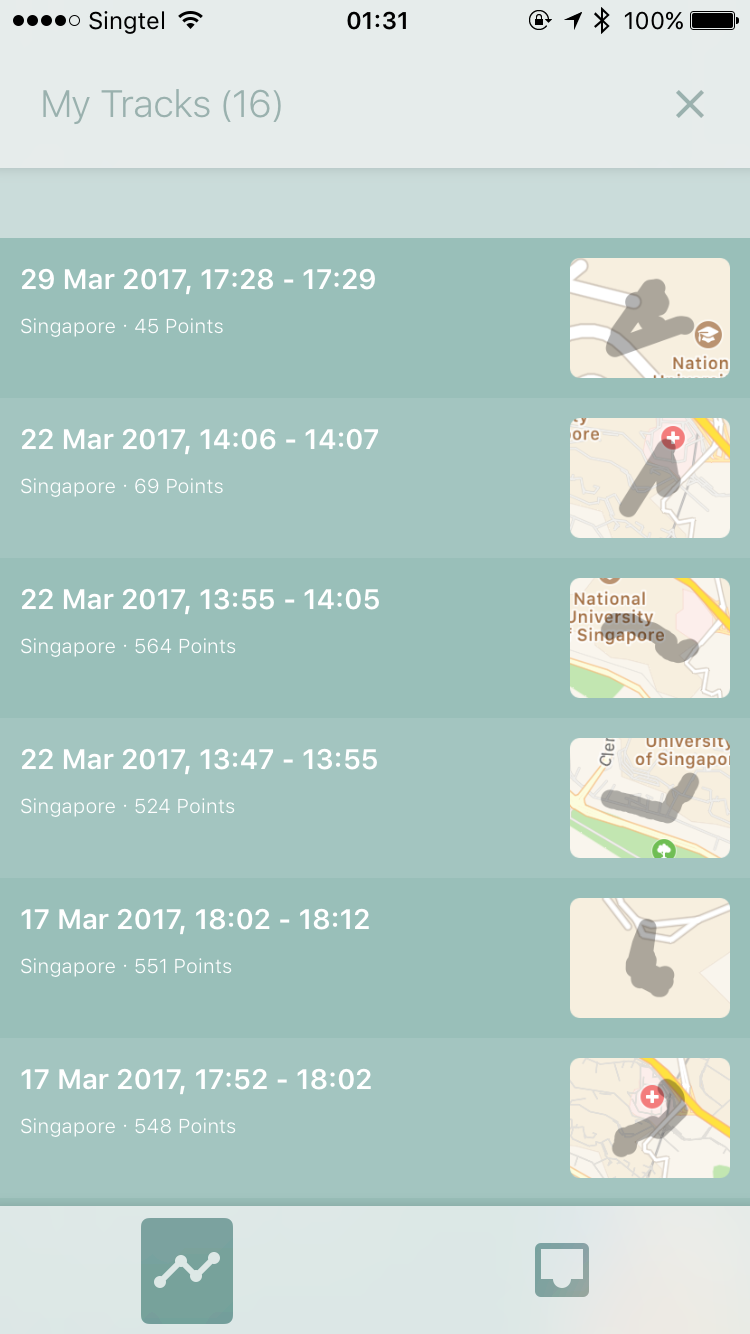 Singtel 01:31 100%
My Tracks (16)
29 Mar 2017, 17:28 - 17:29
Singapore · 45 Points
Nation
22 Mar 2017, 14:06 - 14:07
Singapore · 69 Points
ore
22 Mar 2017, 13:55 - 14:05
Singapore · 564 Points
National
University
f Singapore
22 Mar 2017, 13:47 - 13:55
Singapore · 524 Points
Cler
University
of Singapo
17 Mar 2017, 18:02 - 18:12
Singapore · 551 Points
17 Mar 2017, 17:52 - 18:02
Singapore · 548 Points